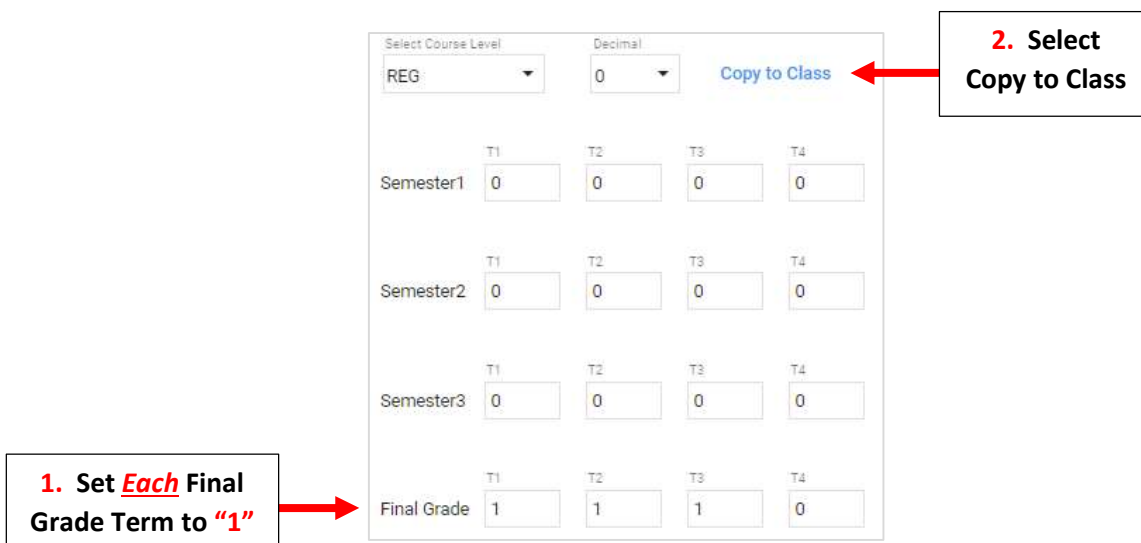 Select Course Level Decimal
REG 0 Copy to Class
2. Select
Copy to Class
T1 T2 T3 T4
Semester1 0 0 0 0
T1 T2 T3 T4
Semester2 0 0 0 0
T1 T2 T3 T4
Semester3 0 0 0 0
1. Set Each Final
Grade Term to “1”
T1 T2 T3 T4
Final Grade 1 1 1 0